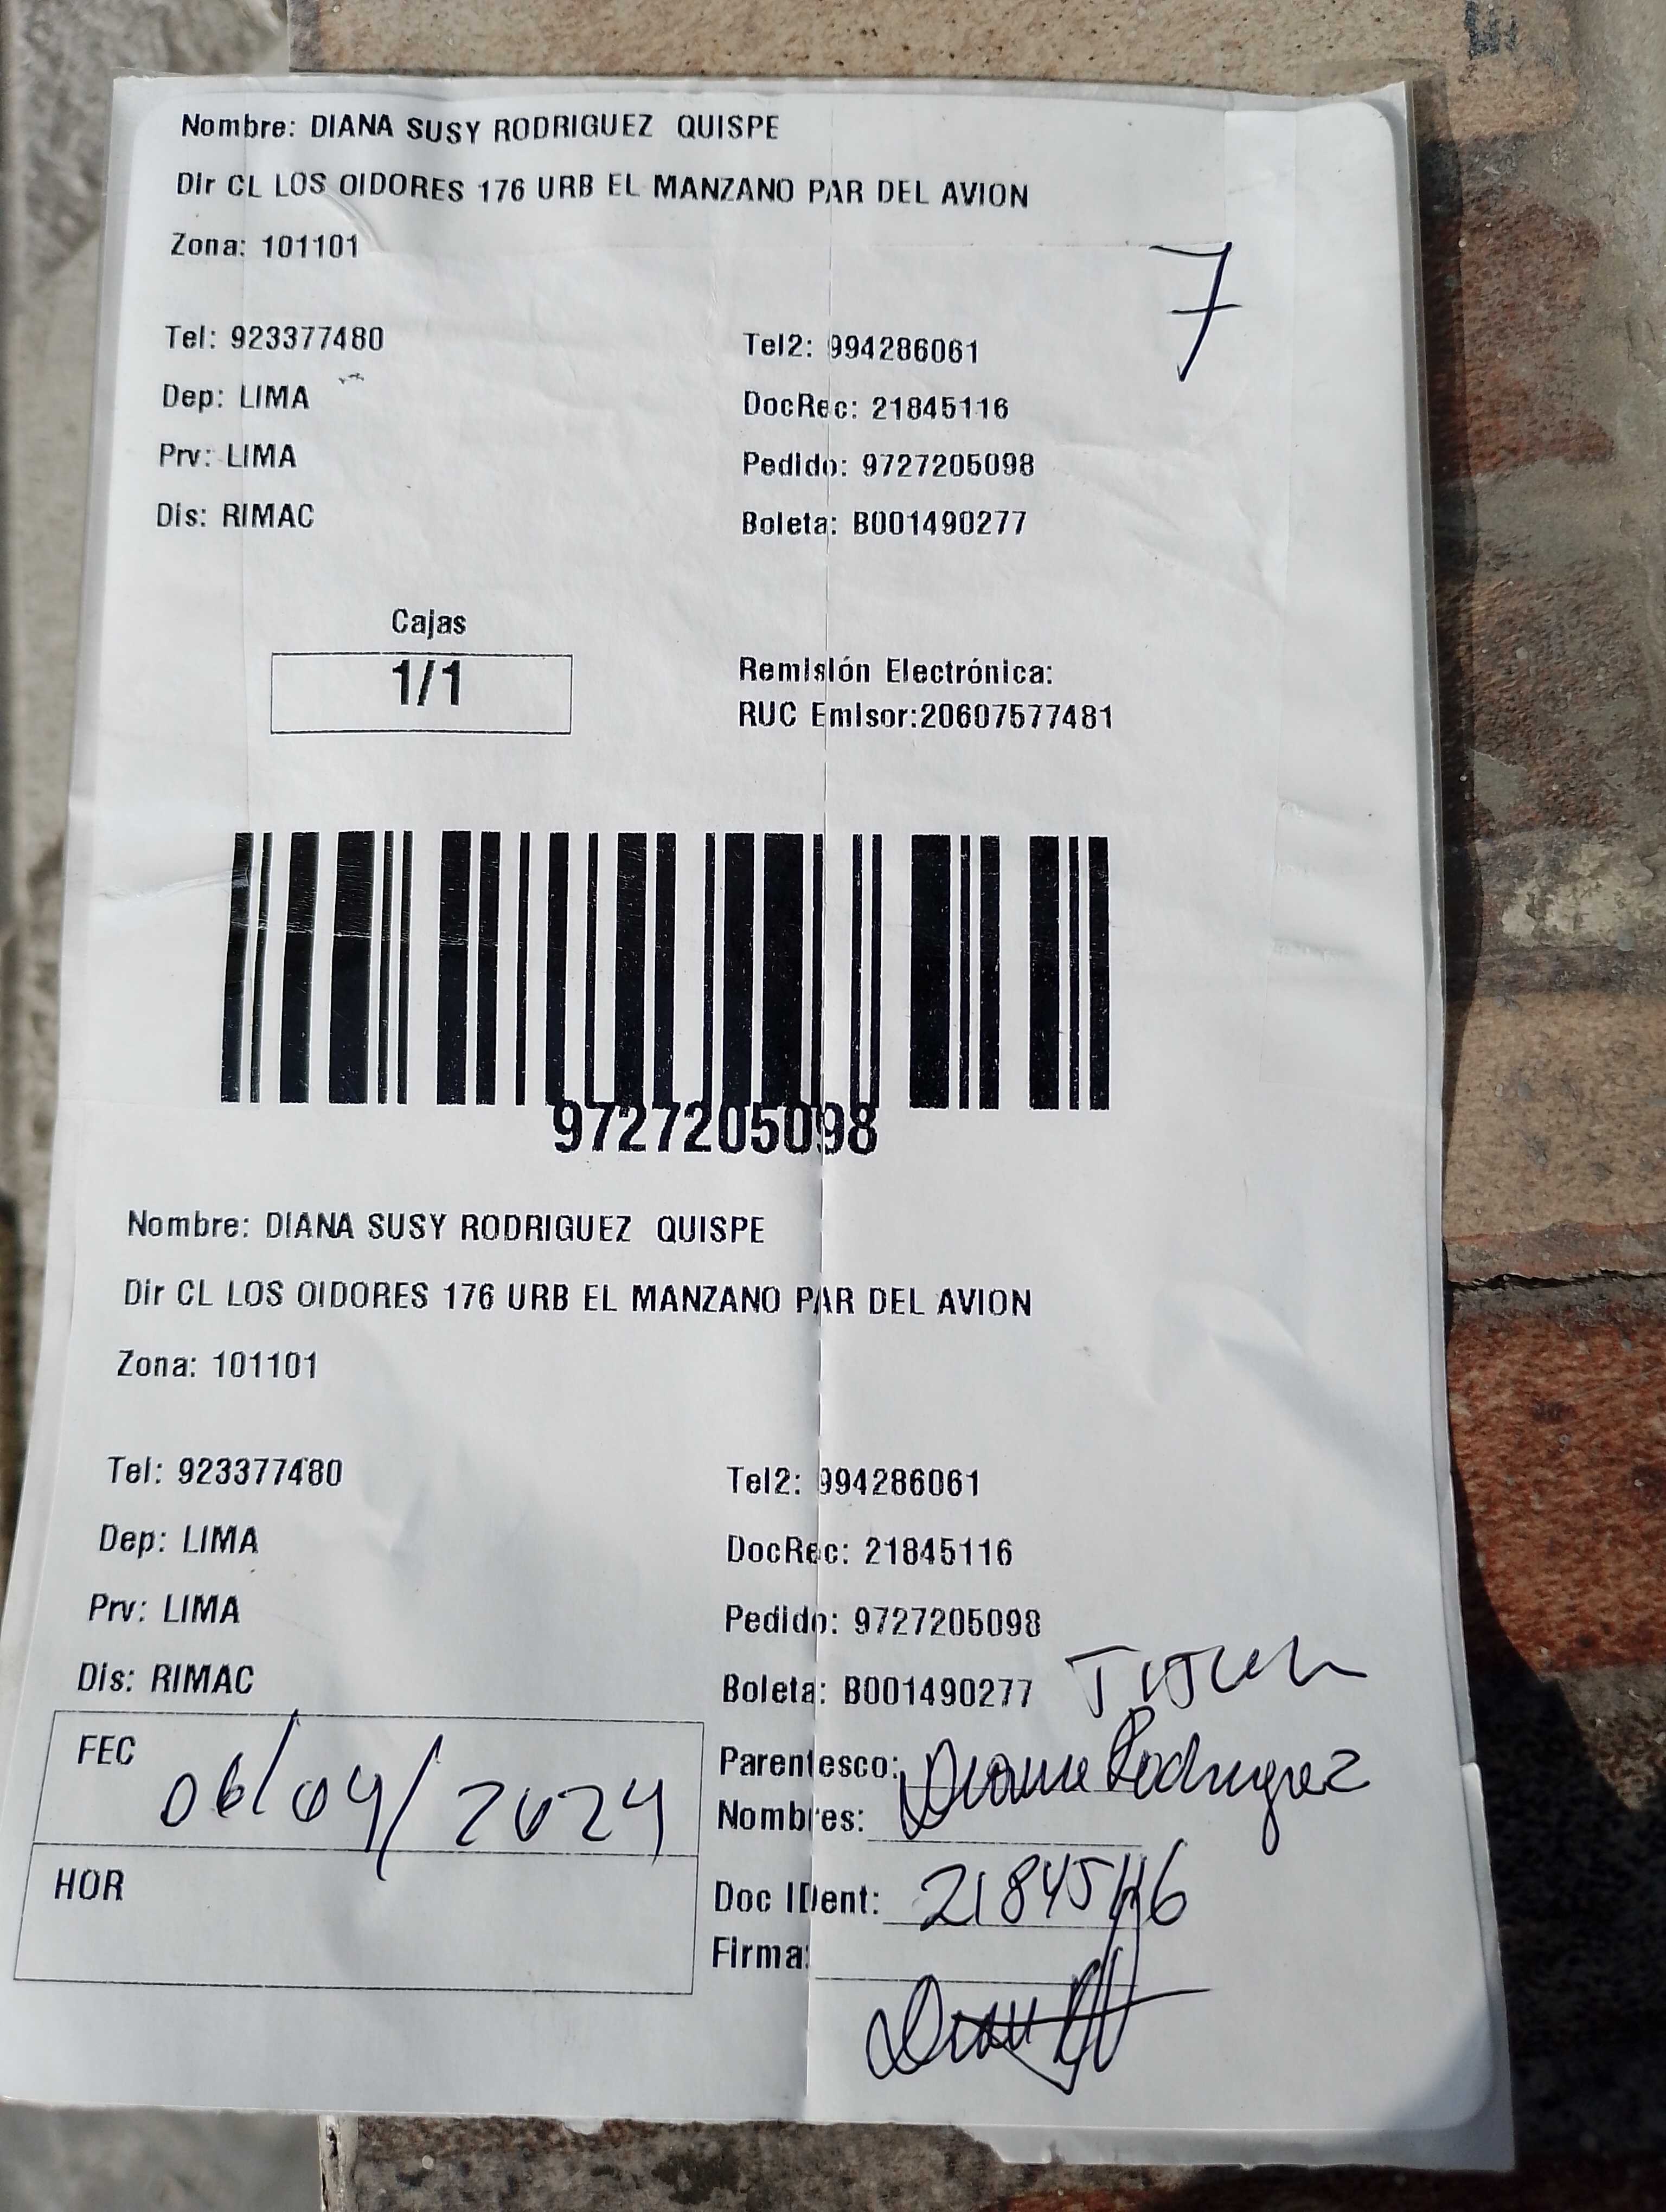 Nombre: DIANA SUSY RODRIGUEZ QUISPE
Dir CL LOS OIDORES 176 URB EL MANZANO PAR DEL AVION
Zona: 101101
7
Tel: 923377480 Tel2: 994286061
Dep: LIMA DocRec: 21845116
Prv: LIMA Pedido: 9727205098
Dis: RIMAC Boleta: B001490277
Cajas
1/1
Remisión Electrónica:
RUC Emisor:20607577481
9727205098
Nombre: DIANA SUSY RODRIGUEZ QUISPE
Dir CL LOS OIDORES 176 URB EL MANZANO PAR DEL AVION
Zona: 101101
Tel: 923377480 Tel2: 994286061
Dep: LIMA DocRec: 21845116
Prv: LIMA Pedido: 9727205098
Dis: RIMAC Boleta: B001490277
FEC 06/04/2024
HOR
Parentesco: Titular
Nombres: Diana Rodriguez
Doc IDent: 21845116
Firma: